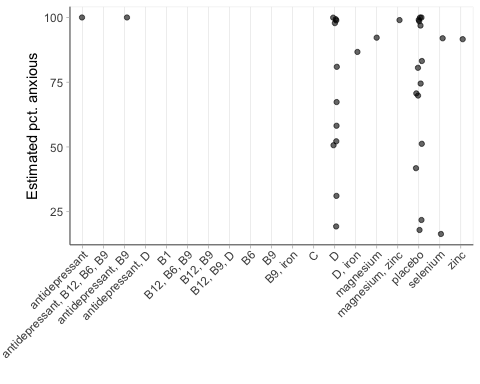 Estimated pct. anxious
100
75
50
25
antidepressant
antidepressant, B12, B6, B9
antidepressant, B9
antidepressant, D
B1
B12, B6, B9
B12, B9
B12, B9, D
B6
B9
B9, iron
C
D
D, iron
magnesium
magnesium, zinc
placebo
selenium
zinc